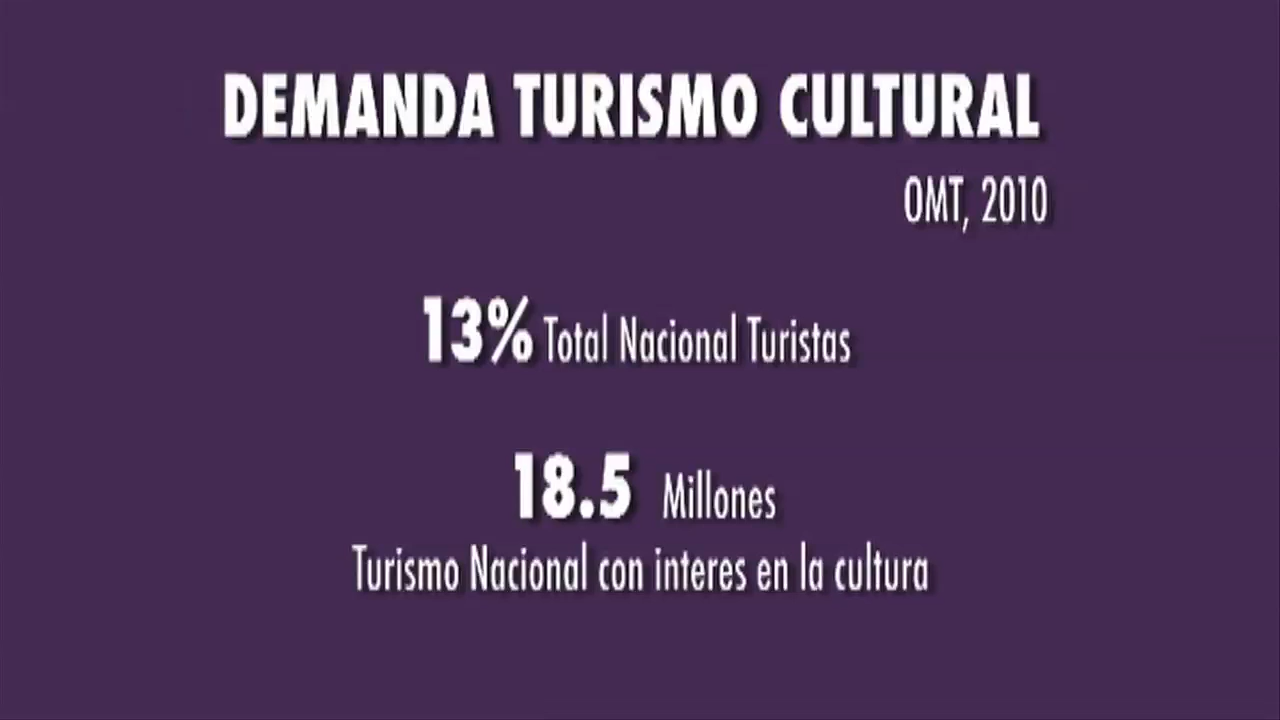 DEMANDA TURISMO CULTURAL
OMT, 2010
13% Total Nacional Turistas
18.5 Millones
Turismo Nacional con interes en la cultura